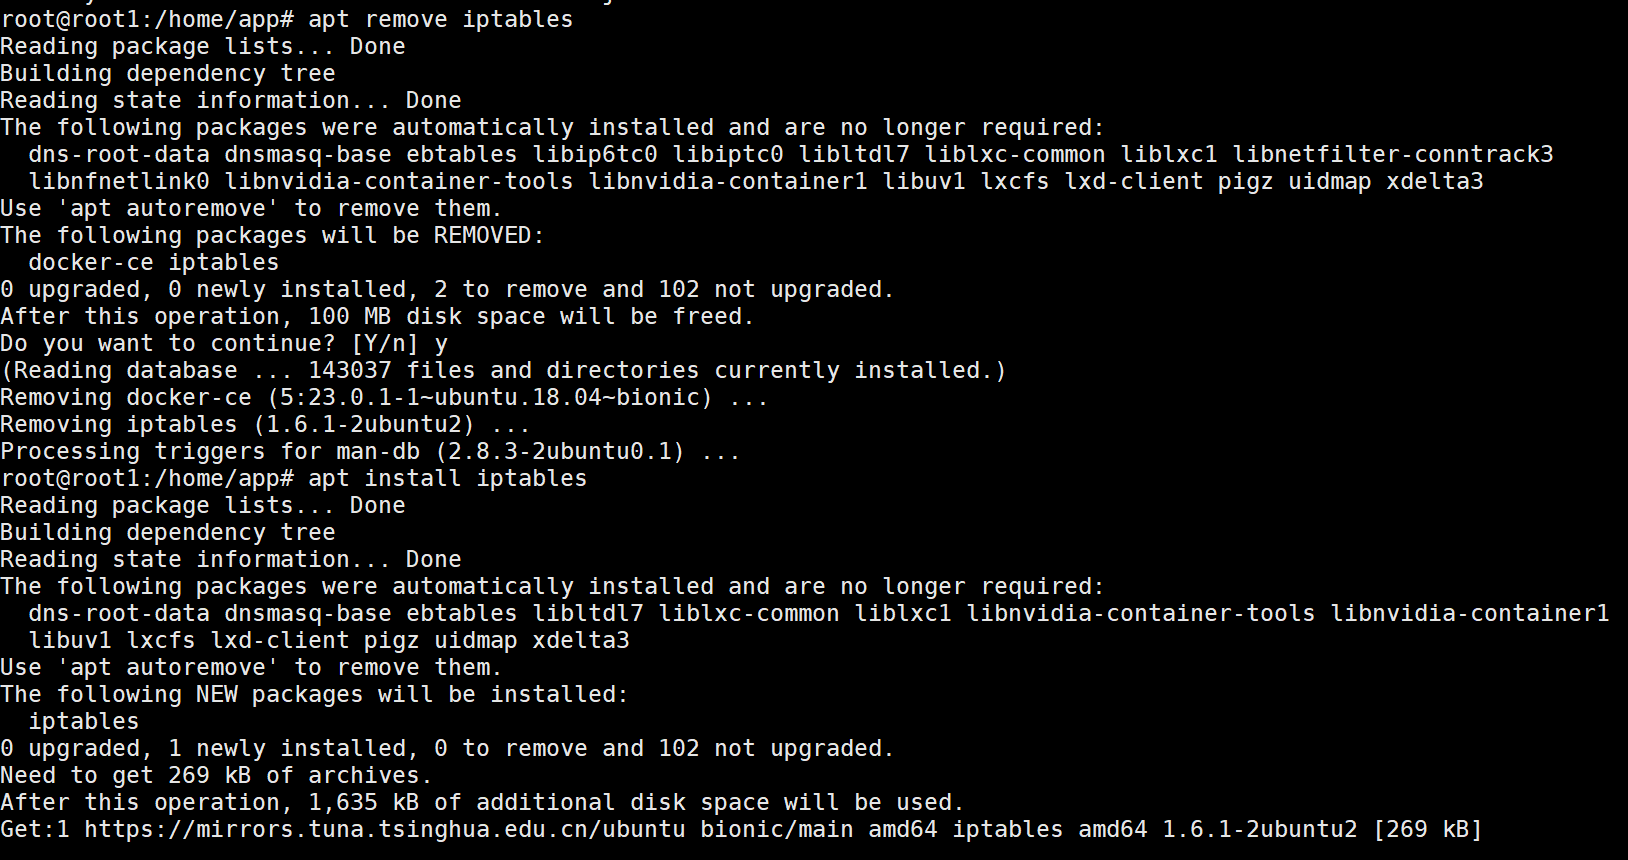 root@root1:/home/app# apt remove iptables
Reading package lists... Done
Building dependency tree
Reading state information... Done
The following packages were automatically installed and are no longer required:
  dns-root-data dnsmasq-base ebtables libip6tc0 libiptc0 libltdl7 liblxc-common liblxc1 libnetfilter-conntrack3
  libnfnetlink0 libnvidia-container-tools libnvidia-container1 libuv1 lxcfs lxd-client pigz uidmap xdelta3
Use 'apt autoremove' to remove them.
The following packages will be REMOVED:
  docker-ce iptables
0 upgraded, 0 newly installed, 2 to remove and 102 not upgraded.
After this operation, 100 MB disk space will be freed.
Do you want to continue? [Y/n] y
(Reading database ... 143037 files and directories currently installed.)
Removing docker-ce (5:23.0.1-1~ubuntu.18.04~bionic) ...
Removing iptables (1.6.1-2ubuntu2) ...
Processing triggers for man-db (2.8.3-2ubuntu0.1) ...
root@root1:/home/app# apt install iptables
Reading package lists... Done
Building dependency tree
Reading state information... Done
The following packages were automatically installed and are no longer required:
  dns-root-data dnsmasq-base ebtables libltdl7 liblxc-common liblxc1 libnvidia-container-tools libnvidia-container1
  libuv1 lxcfs lxd-client pigz uidmap xdelta3
Use 'apt autoremove' to remove them.
The following NEW packages will be installed:
  iptables
0 upgraded, 1 newly installed, 0 to remove and 102 not upgraded.
Need to get 269 kB of archives.
After this operation, 1,635 kB of additional disk space will be used.
Get:1 https://mirrors.tuna.tsinghua.edu.cn/ubuntu bionic/main amd64 iptables amd64 1.6.1-2ubuntu2 [269 kB]